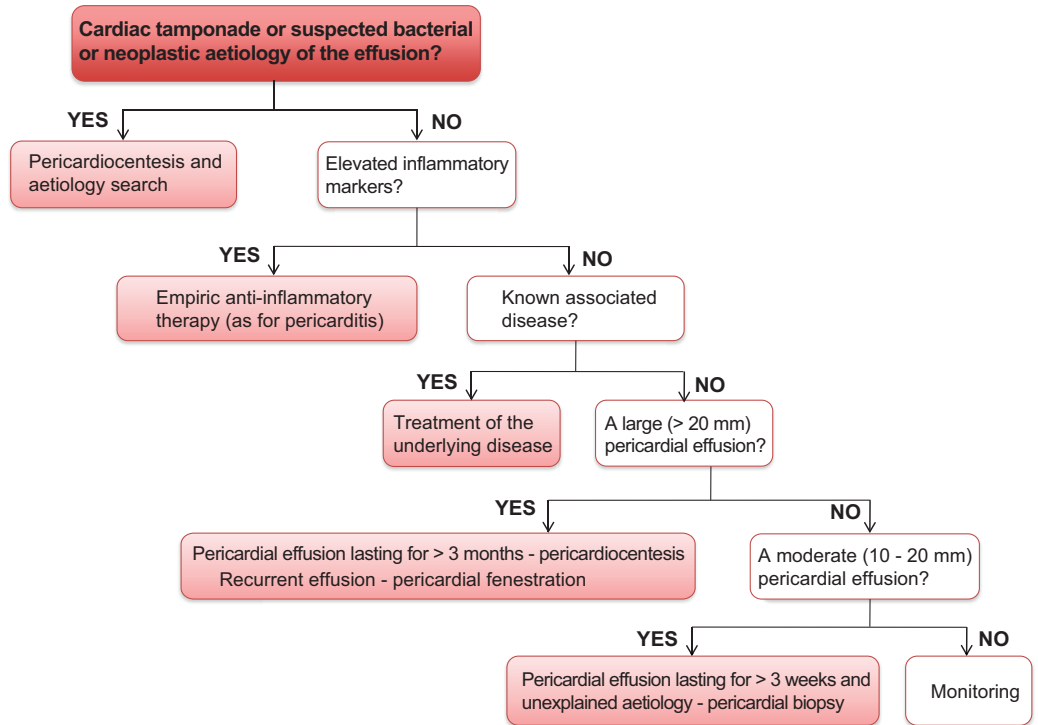 Cardiac tamponade or suspected bacterial
or neoplastic aetiology of the effusion?
YES
NO
Pericardiocentesis and
aetiology search
Elevated inflammatory
markers?
YES
NO
Empiric anti-inflammatory
therapy (as for pericarditis)
Known associated
disease?
YES
NO
Treatment of the
underlying disease
A large (> 20 mm)
pericardial effusion?
YES
NO
Pericardial effusion lasting for > 3 months - pericardiocentesis
Recurrent effusion - pericardial fenestration
A moderate (10 - 20 mm)
pericardial effusion?
YES
NO
Pericardial effusion lasting for > 3 weeks and
unexplained aetiology - pericardial biopsy
Monitoring